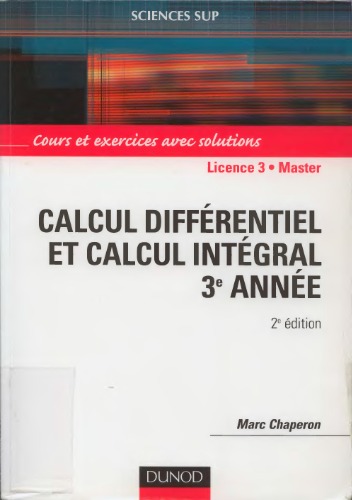 SCIENCES SUP
Cours et exercices avec solutions
Licence 3 • Master
CALCUL DIFFÉRENTIEL
ET CALCUL INTÉGRAL
3e ANNÉE
2e édition
Marc Chaperon
DUNOD